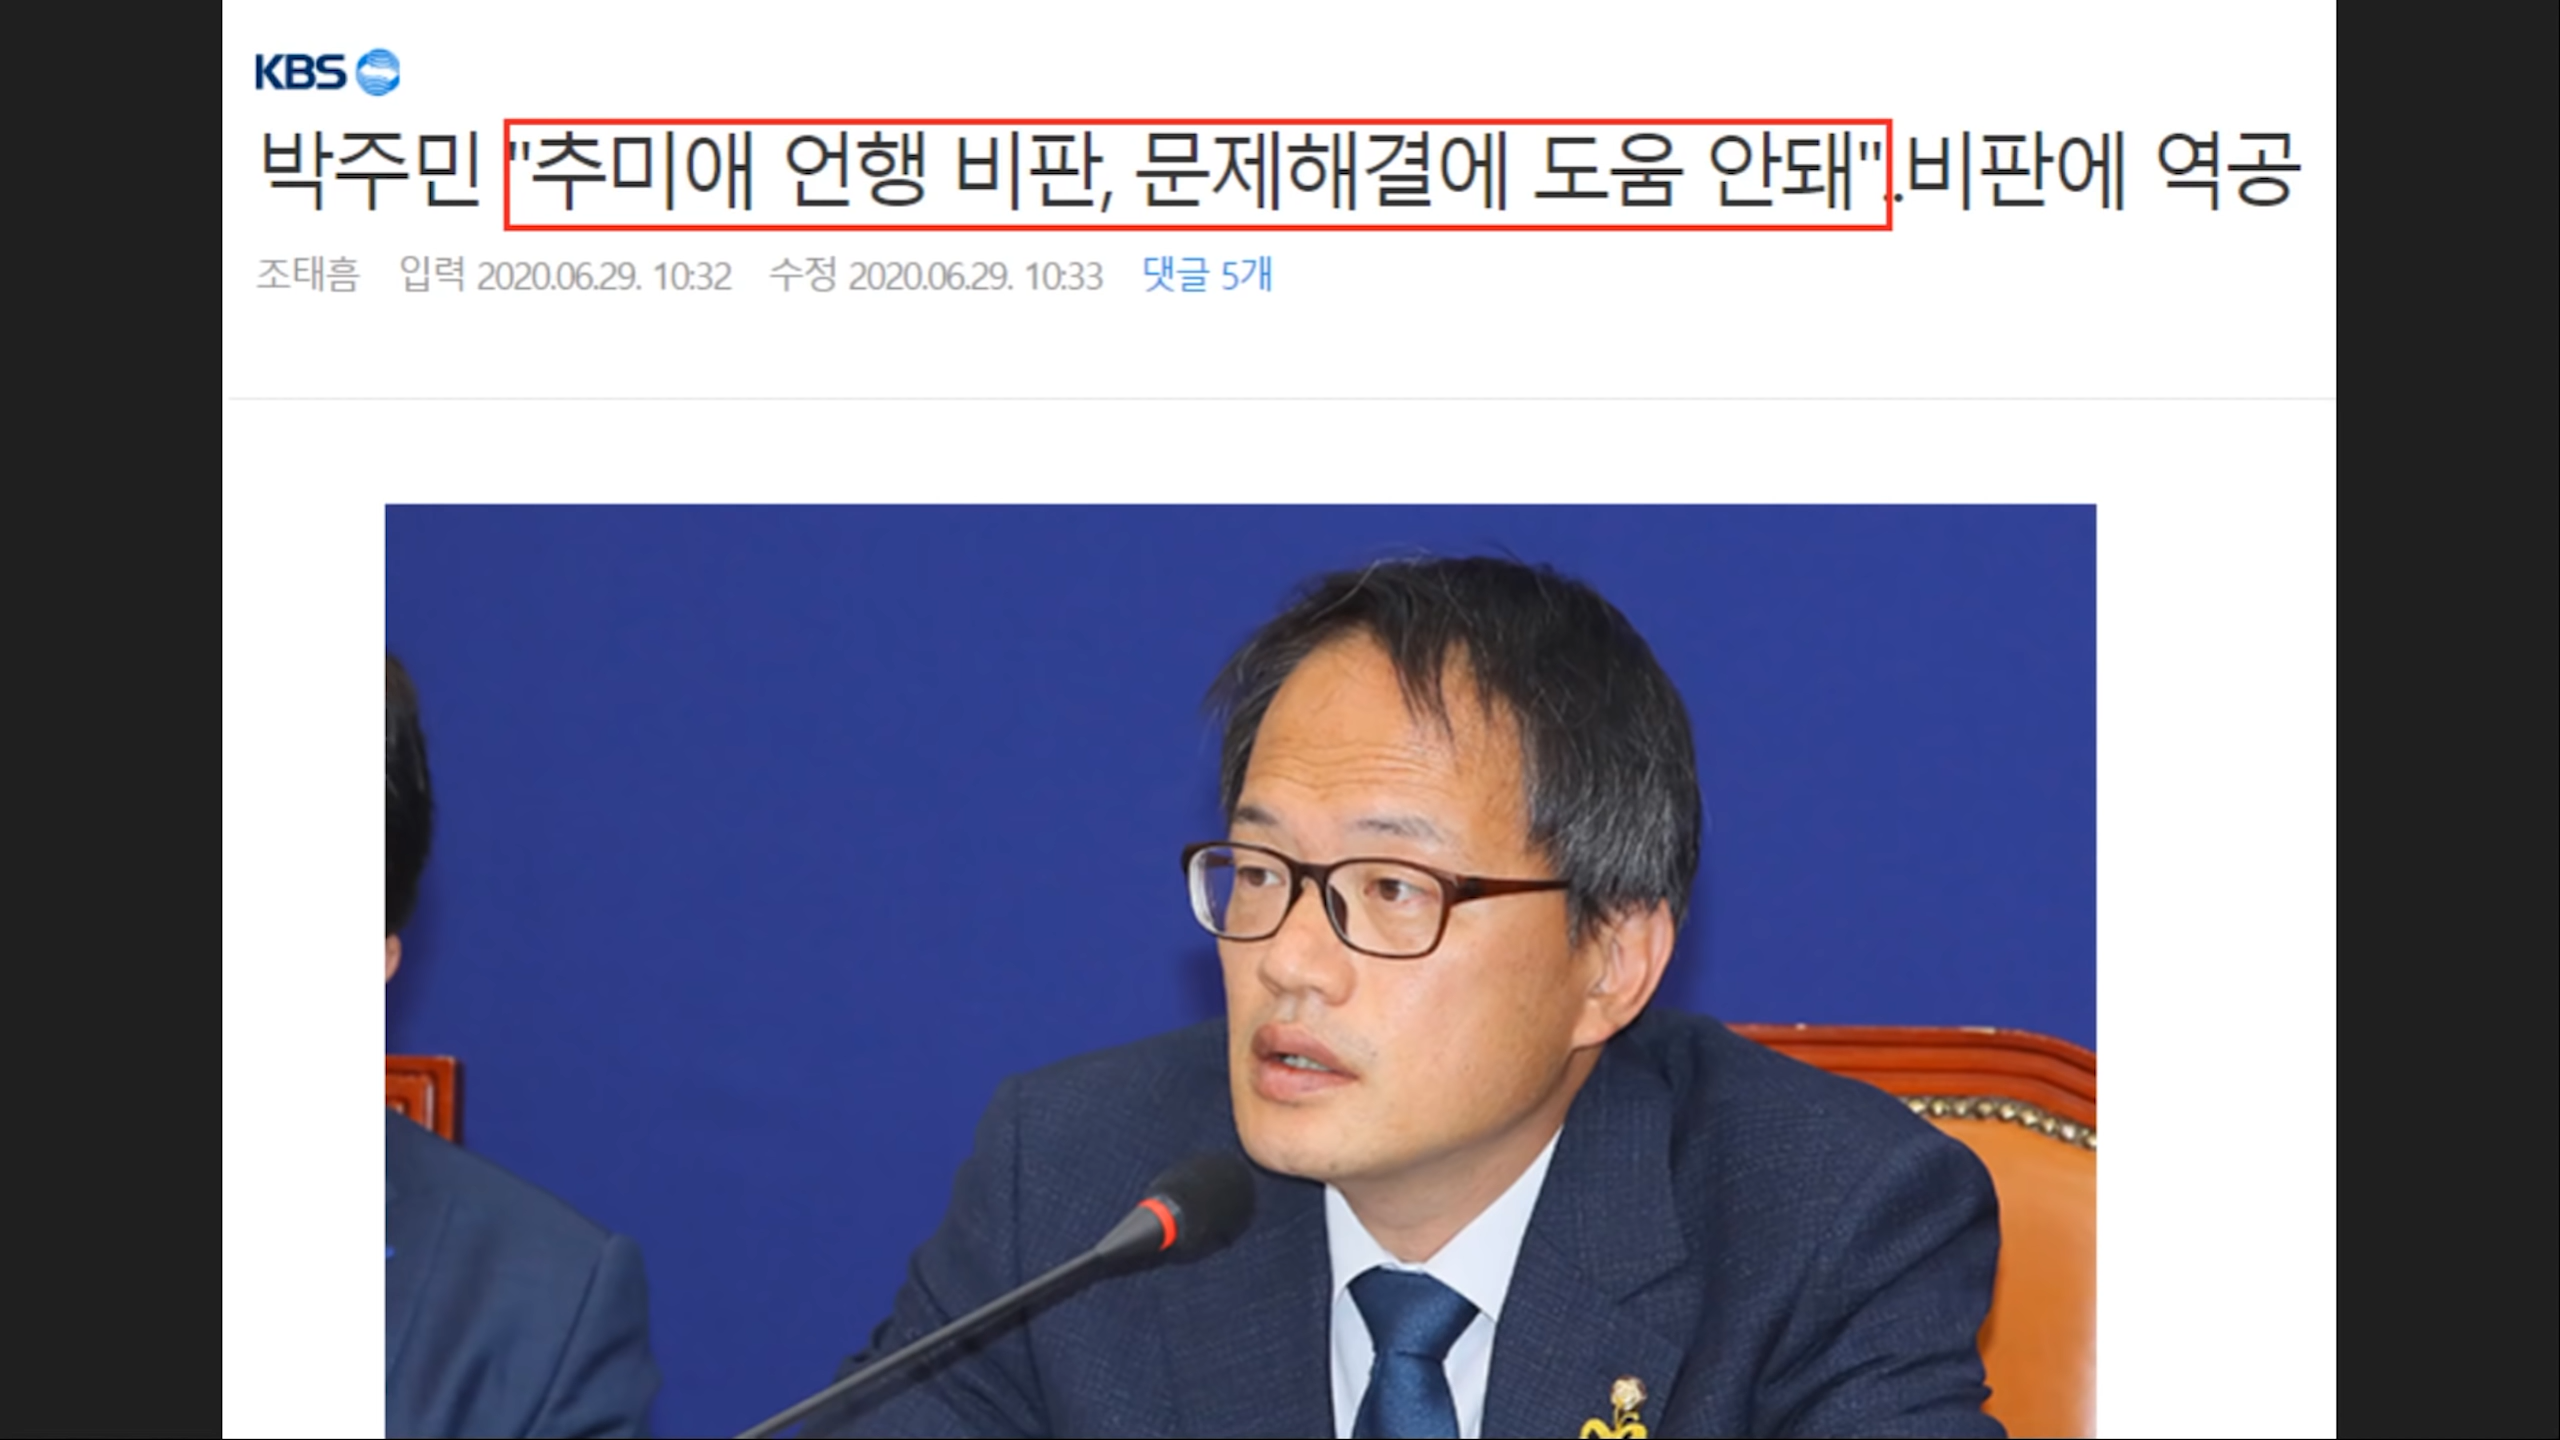 KBS
박주민 "추미애 언행 비판, 문제해결에 도움 안돼"..비판에 역공
조태흠 입력 2020.06.29. 10:32 수정 2020.06.29. 10:33 댓글 5개